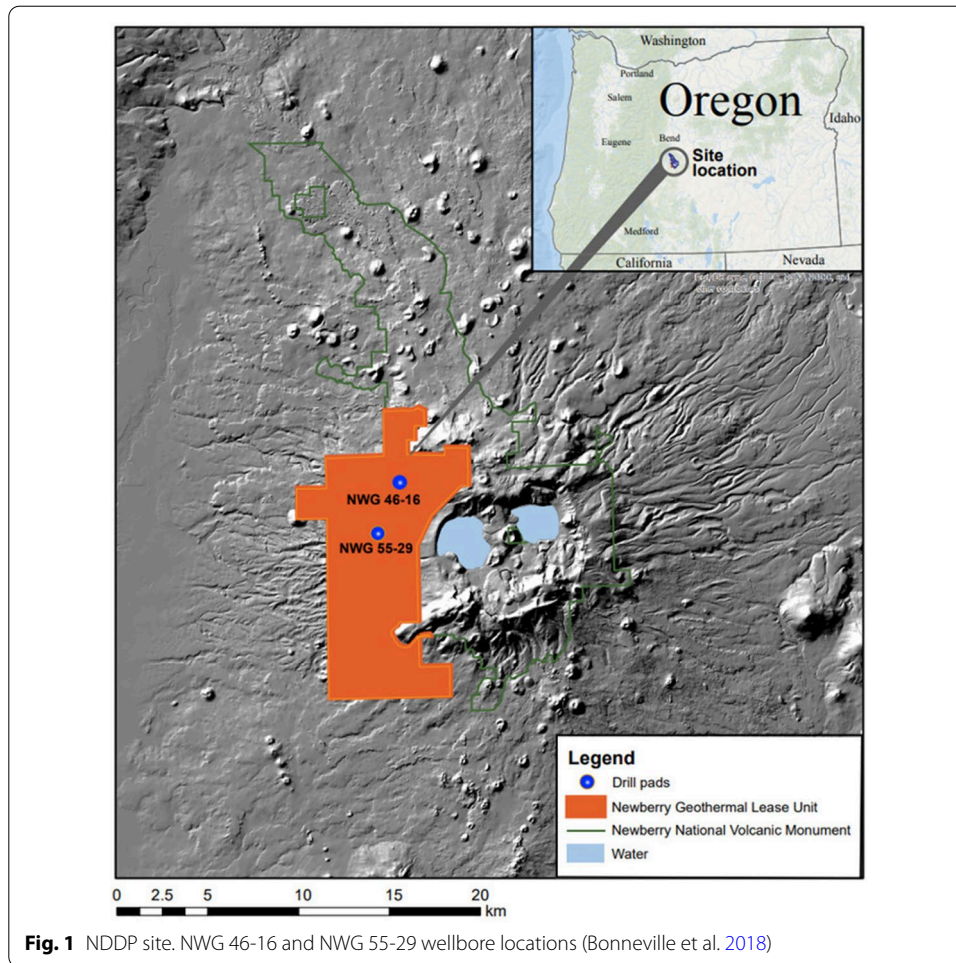 Washington
Portland
Salem
Oregon
Idaho
Eugene
Bend
Site
location
Medford
California
Nevada
NWG 46-16
NWG 55-29
Legend
Drill pads
Newberry Geothermal Lease Unit
Newberry National Volcanic Monument
Water
0 2.5 5 10 15 20
km
Fig. 1 NDDP site. NWG 46-16 and NWG 55-29 wellbore locations (Bonneville et al. 2018)